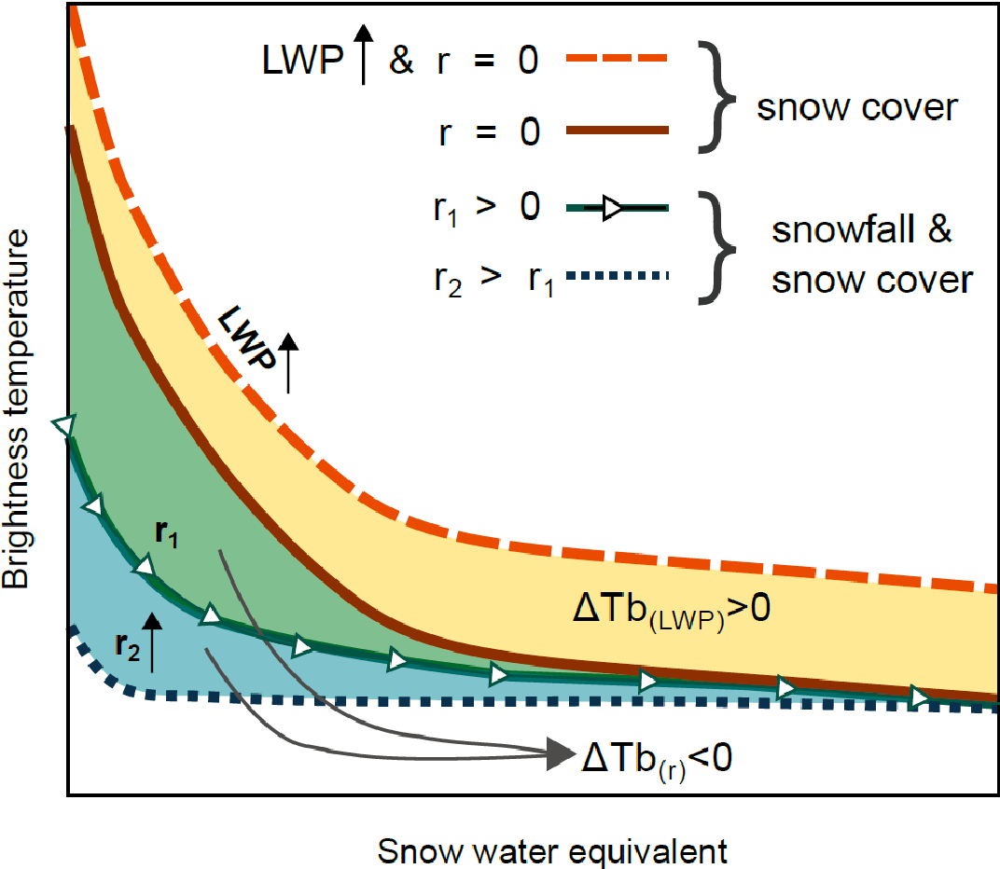 LWP ↑ & r = 0
snow cover
r = 0
r₁ > 0
snowfall &
snow cover
r₂ > r₁
Brightness temperature
LWP ↑
r₁
r₂ ↑
ΔTb(LWP)>0
ΔTb(r)<0
Snow water equivalent